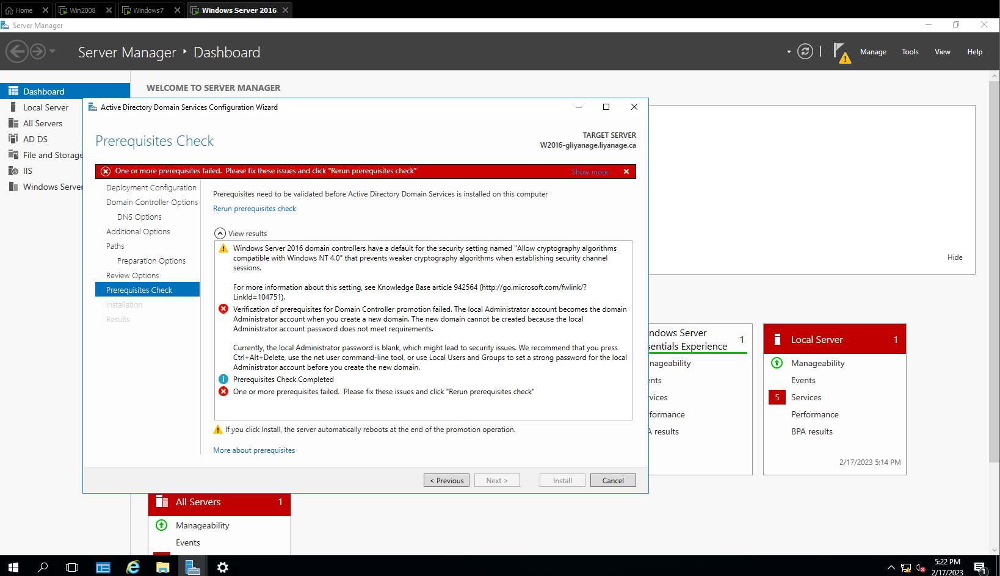 Home
Win2008
Windows7
Windows Server 2016
Server Manager
Server Manager
Dashboard
Manage
Tools
View
Help
Dashboard
Local Server
All Servers
AD DS
File and Storage
IIS
Windows Server
WELCOME TO SERVER MANAGER
Active Directory Domain Services Configuration Wizard
Prerequisites Check
TARGET SERVER
W2016-gliyanage.liyanage.ca
One or more prerequisites failed.  Please fix these issues and click "Rerun prerequisites check"
Show more
Deployment Configuration
Domain Controller Options
DNS Options
Additional Options
Paths
Preparation Options
Review Options
Prerequisites Check
Installation
Results
Prerequisites need to be validated before Active Directory Domain Services is installed on this computer
Rerun prerequisites check
View results
Windows Server 2016 domain controllers have a default for the security setting named "Allow cryptography algorithms
compatible with Windows NT 4.0" that prevents weaker cryptography algorithms when establishing security channel
sessions.
For more information about this setting, see Knowledge Base article 942564 (http://go.microsoft.com/fwlink/?
LinkId=104751).
Verification of prerequisites for Domain Controller promotion failed. The local Administrator account becomes the domain
Administrator account when you create a new domain. The new domain cannot be created because the local
Administrator account password does not meet requirements.
Currently, the local Administrator password is blank, which might lead to security issues. We recommend that you press
Ctrl+Alt+Delete, use the net user command-line tool, or use Local Users and Groups to set a strong password for the local
Administrator account before you create the new domain.
Prerequisites Check Completed
One or more prerequisites failed.  Please fix these issues and click "Rerun prerequisites check"
If you click Install, the server automatically reboots at the end of the promotion operation.
More about prerequisites
< Previous
Next >
Install
Cancel
Hide
ndows Server
sentials Experience
1
nageability
ents
vices
formance
A results
Local Server
1
Manageability
Events
5
Services
Performance
BPA results
2/17/2023 5:14 PM
All Servers
1
Manageability
Events
5:22 PM
2/17/2023
1